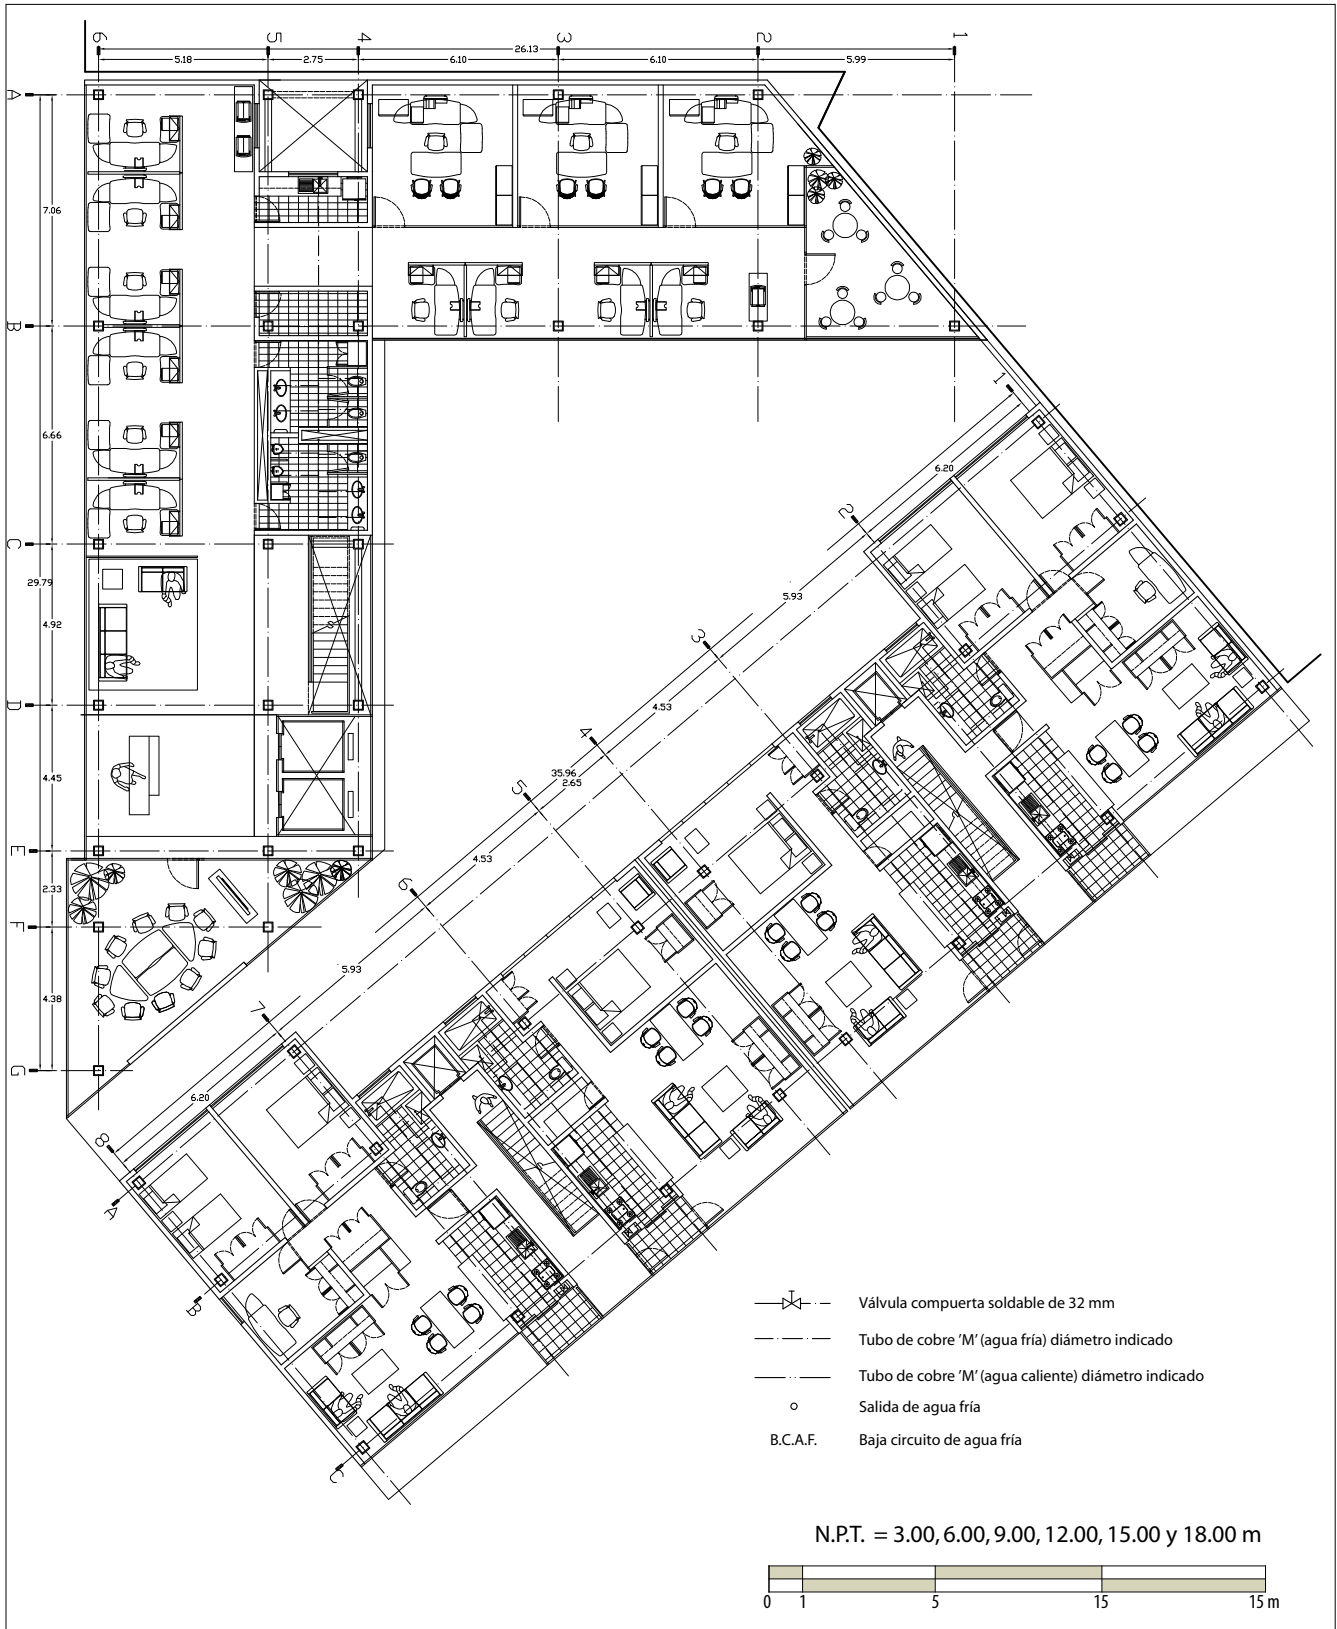 6 5 4 3 2 1
26.13
5.18 2.75 6.10 6.10 5.99
A
7.06
B
6.66
C
29.79
4.92
D
4.45
E
2.33
F
4.38
G
S
1
6.20
2
5.93
3
4.53
4
35.96
2.65
5
4.53
6
5.93
7
6.20
8
A
B
C
Válvula compuerta soldable de 32 mm
Tubo de cobre 'M' (agua fría) diámetro indicado
Tubo de cobre 'M' (agua caliente) diámetro indicado
Salida de agua fría
B.C.A.F. Baja circuito de agua fría
N.P.T. = 3.00, 6.00, 9.00, 12.00, 15.00 y 18.00 m
0 1 5 15 15 m